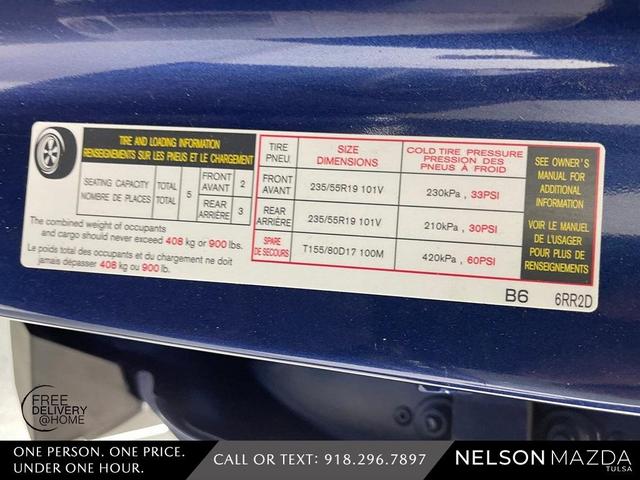 TIRE AND LOADING INFORMATION
RENSEIGNEMENTS SUR LES PNEUS ET LE CHARGEMENT
SEATING CAPACITY TOTAL 5 FRONT 2
NOMBRE DE PLACES TOTAL AVANT
REAR 3
ARRIÈRE
The combined weight of occupants
and cargo should never exceed 408 kg or 900 lbs.
Le poids total des occupants et du chargement ne doit
jamais dépasser 408 kg ou 900 lb.
TIRE SIZE COLD TIRE PRESSURE
PNEU. DIMENSIONS PRESSION DES
PNEUS À FROID
FRONT 235/55R19 101V 230kPa , 33PSI
AVANT
REAR 235/55R19 101V 210kPa , 30PSI
ARRIÈRE
SPARE T155/80D17 100M 420kPa , 60PSI
DE SECOURS
SEE OWNER'S
MANUAL FOR
ADDITIONAL
INFORMATION
VOIR LE MANUEL
DE L'USAGER
POUR PLUS DE
RENSEIGNEMENTS
B6 6RR2D
FREE
DELIVERY
@HOME
ONE PERSON. ONE PRICE.
UNDER ONE HOUR.
CALL OR TEXT: 918.296.7897
NELSON MAZDA
TULSA